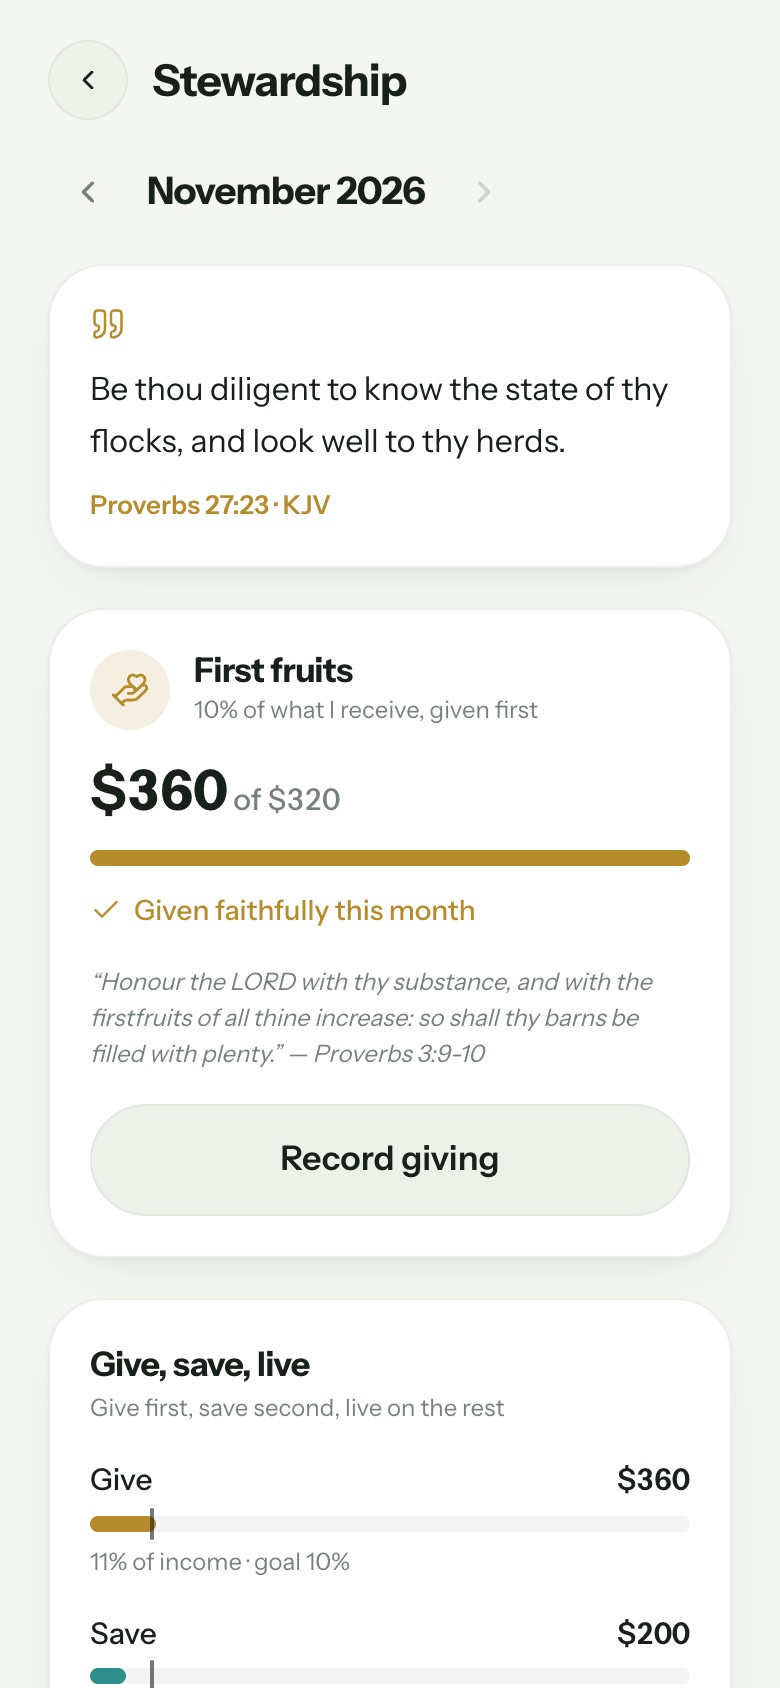 Stewardship
November 2026
Be thou diligent to know the state of thy
flocks, and look well to thy herds.
Proverbs 27:23 · KJV
First fruits
10% of what I receive, given first
$360 of $320
Given faithfully this month
“Honour the LORD with thy substance, and with the
firstfruits of all thine increase: so shall thy barns be
filled with plenty.” — Proverbs 3:9-10
Record giving
Give, save, live
Give first, save second, live on the rest
Give $360
11% of income · goal 10%
Save $200